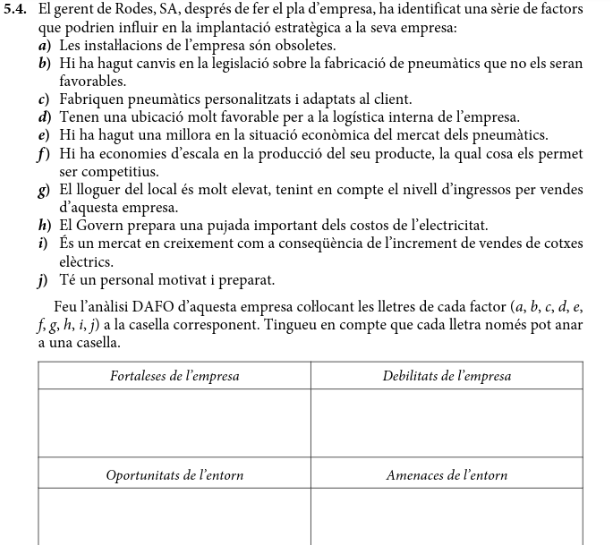 5.4. El gerent de Rodes, SA, després de fer el pla d'empresa, ha identificat una sèrie de factors
que podrien influir en la implantació estratègica a la seva empresa:
a) Les instal·lacions de l'empresa són obsoletes.
b) Hi ha hagut canvis en la legislació sobre la fabricació de pneumàtics que no els seran
favorables.
c) Fabriquen pneumàtics personalitzats i adaptats al client.
d) Tenen una ubicació molt favorable per a la logística interna de l'empresa.
e) Hi ha hagut una millora en la situació econòmica del mercat dels pneumàtics.
f) Hi ha economies d'escala en la producció del seu producte, la qual cosa els permet
ser competitius.
g) El lloguer del local és molt elevat, tenint en compte el nivell d'ingressos per vendes
d'aquesta empresa.
h) El Govern prepara una pujada important dels costos de l'electricitat.
i) És un mercat en creixement com a conseqüència de l'increment de vendes de cotxes
elèctrics.
j) Té un personal motivat i preparat.
Feu l'anàlisi DAFO d'aquesta empresa col·locant les lletres de cada factor (a, b, c, d, e,
f, g, h, i, j) a la casella corresponent. Tingueu en compte que cada lletra només pot anar
a una casella.
Fortaleses de l'empresa
Debilitats de l'empresa
Oportunitats de l'entorn
Amenaces de l'entorn